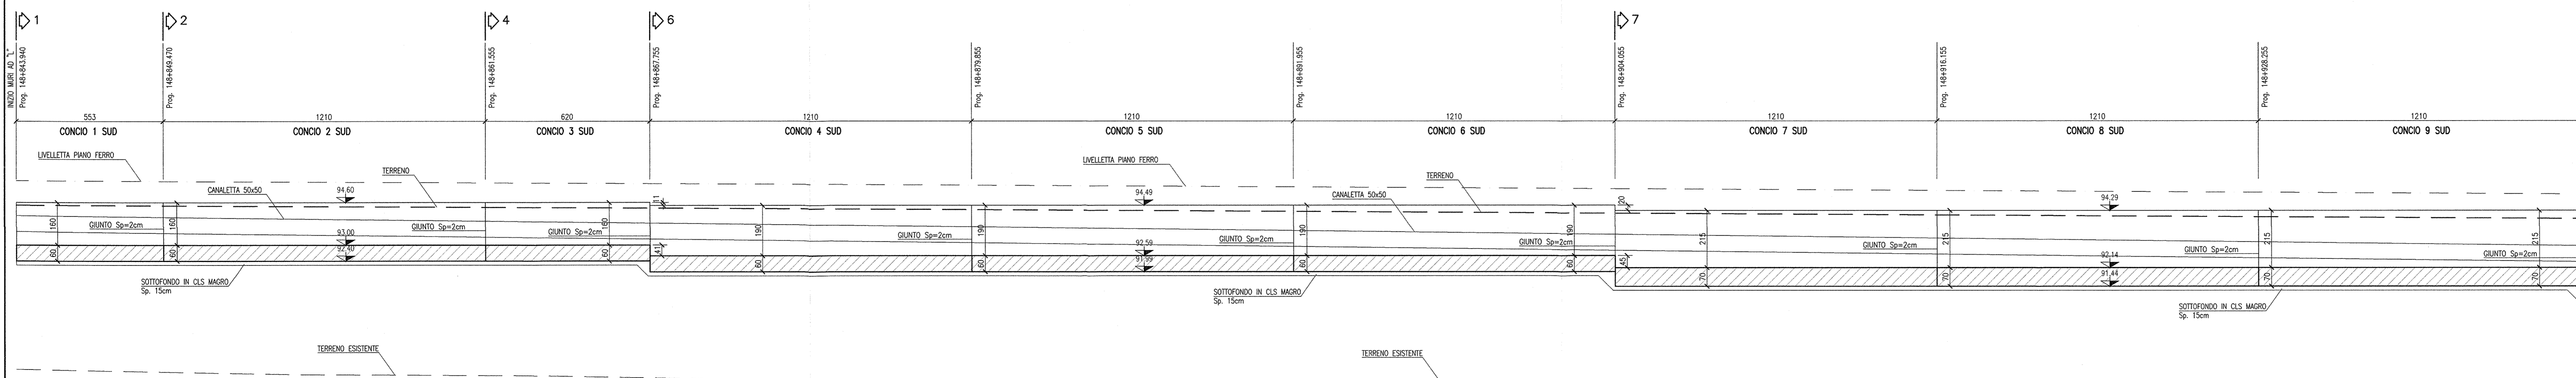 1
2
4
6
7
INIZIO MURI AD "L"
Prog. 148+843.940
Prog. 148+849.470
Prog. 148+861.555
Prog. 148+867.755
Prog. 148+879.855
Prog. 148+891.955
Prog. 148+904.055
Prog. 148+916.155
Prog. 148+928.255
553
1210
620
1210
1210
1210
1210
1210
1210
CONCIO 1 SUD
CONCIO 2 SUD
CONCIO 3 SUD
CONCIO 4 SUD
CONCIO 5 SUD
CONCIO 6 SUD
CONCIO 7 SUD
CONCIO 8 SUD
CONCIO 9 SUD
LIVELLETTA PIANO FERRO
LIVELLETTA PIANO FERRO
TERRENO
TERRENO
CANALETTA 50x50
CANALETTA 50x50
94,60
94,49
94,29
11
20
160
160
160
190
190
190
190
215
215
215
215
GIUNTO Sp=2cm
GIUNTO Sp=2cm
GIUNTO Sp=2cm
GIUNTO Sp=2cm
GIUNTO Sp=2cm
GIUNTO Sp=2cm
GIUNTO Sp=2cm
GIUNTO Sp=2cm
GIUNTO Sp=2cm
93,00
92,59
92,14
41
45
60
60
60
60
60
60
60
70
70
70
70
92,40
91,99
91,44
SOTTOFONDO IN CLS MAGRO
Sp. 15cm
SOTTOFONDO IN CLS MAGRO
Sp. 15cm
SOTTOFONDO IN CLS MAGRO
Sp. 15cm
TERRENO ESISTENTE
TERRENO ESISTENTE